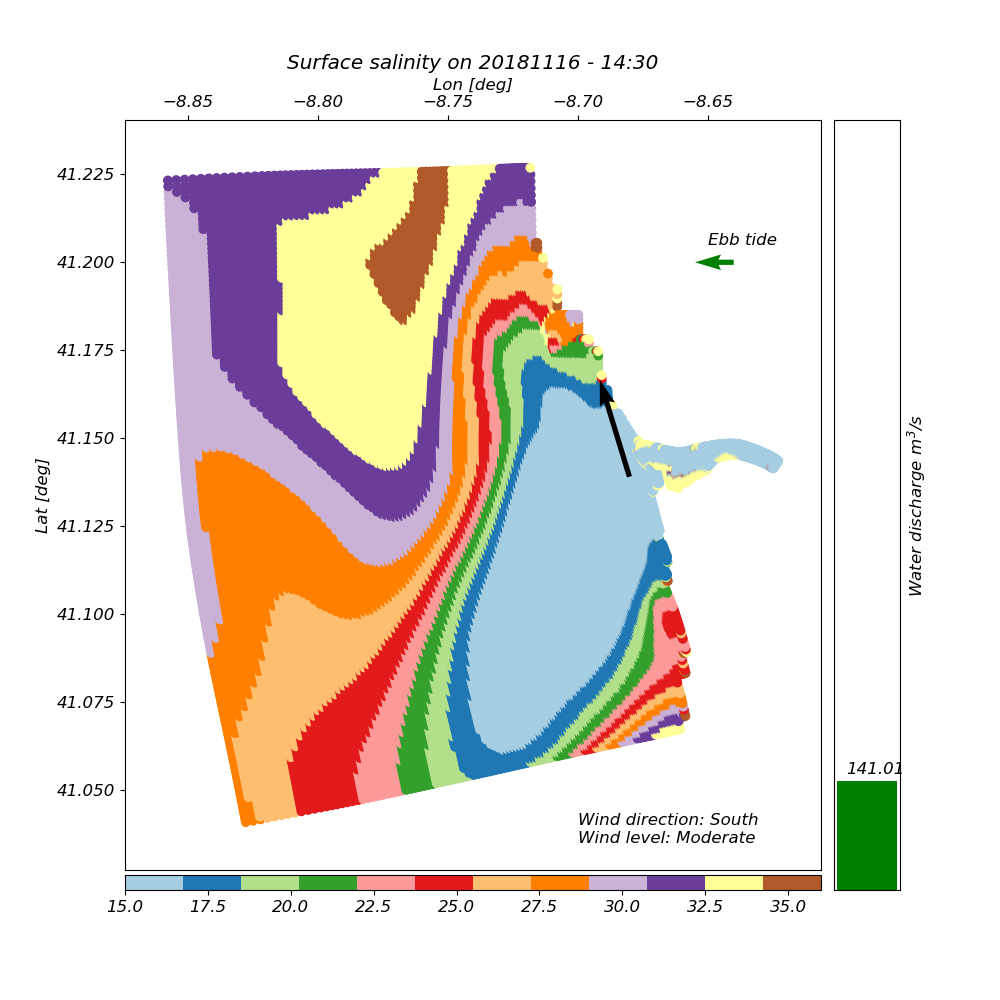 Surface salinity on 20181116 - 14:30
Lon [deg]
−8.85 −8.80 −8.75 −8.70 −8.65
41.225
41.200
41.175
41.150
41.125
41.100
41.075
41.050
Lat [deg]
Ebb tide
Wind direction: South
Wind level: Moderate
15.0 17.5 20.0 22.5 25.0 27.5 30.0 32.5 35.0
141.01
Water discharge m³/s